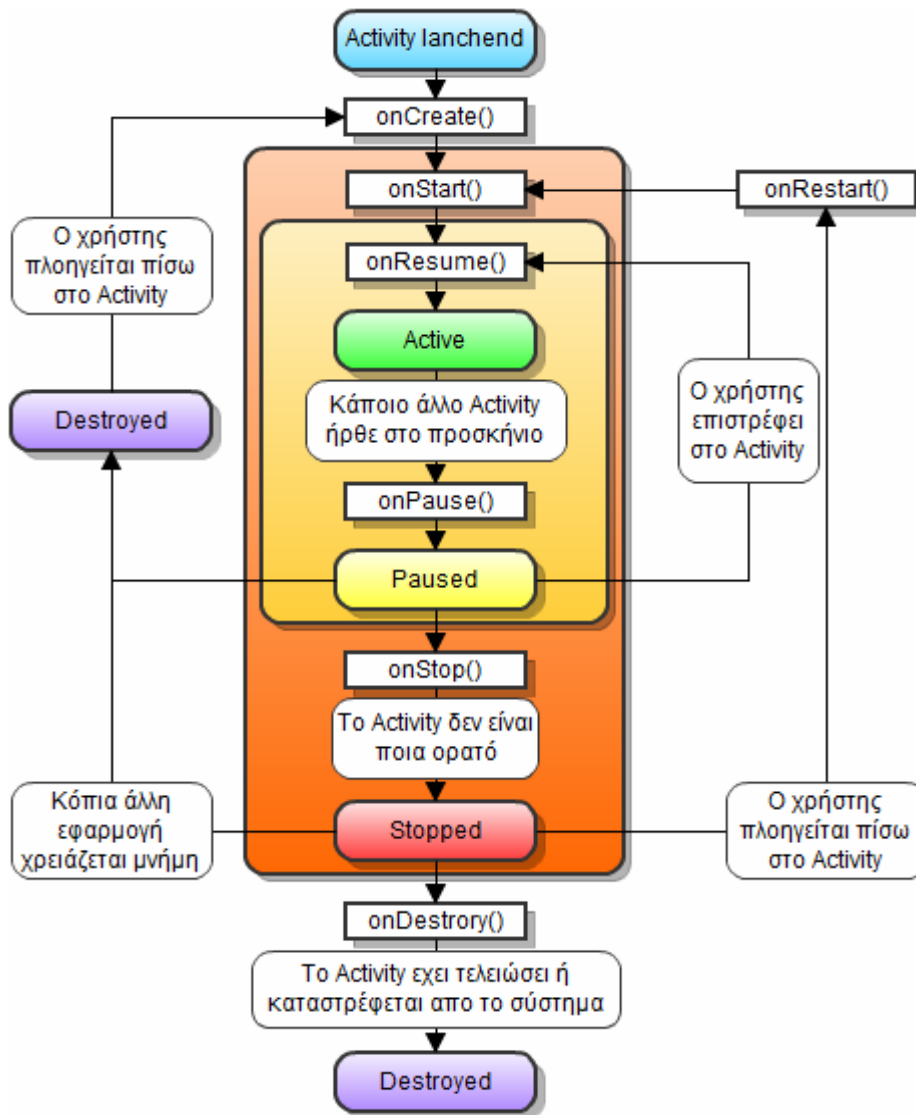 Activity lanchend
onCreate()
onStart()
onRestart()
Ο χρήστης
πλοηγείται πίσω
στο Activity
onResume()
Active
Destroyed
Κάποιο άλλο Activity
ήρθε στο προσκήνιο
Ο χρήστης
επιστρέφει
στο Activity
onPause()
Paused
onStop()
Το Activity δεν είναι
ποια ορατό
Κόπια άλλη
εφαρμογή
χρειάζεται μνήμη
Stopped
Ο χρήστης
πλοηγείται πίσω
στο Activity
onDestrory()
Το Activity εχει τελειώσει ή
καταστρέφεται απο το σύστημα
Destroyed